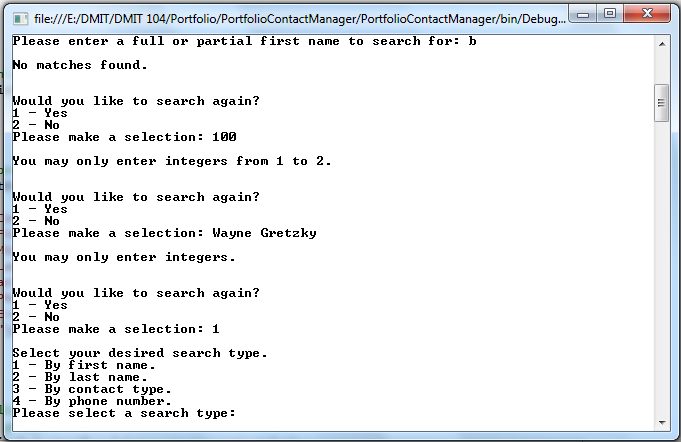 file:///E:/DMIT/DMIT 104/Portfolio/PortfolioContactManager/PortfolioContactManager/bin/Debug...
Please enter a full or partial first name to search for: b
No matches found.
Would you like to search again?
1 - Yes
2 - No
Please make a selection: 100
You may only enter integers from 1 to 2.
Would you like to search again?
1 - Yes
2 - No
Please make a selection: Wayne Gretzky
You may only enter integers.
Would you like to search again?
1 - Yes
2 - No
Please make a selection: 1
Select your desired search type.
1 - By first name.
2 - By last name.
3 - By contact type.
4 - By phone number.
Please select a search type: